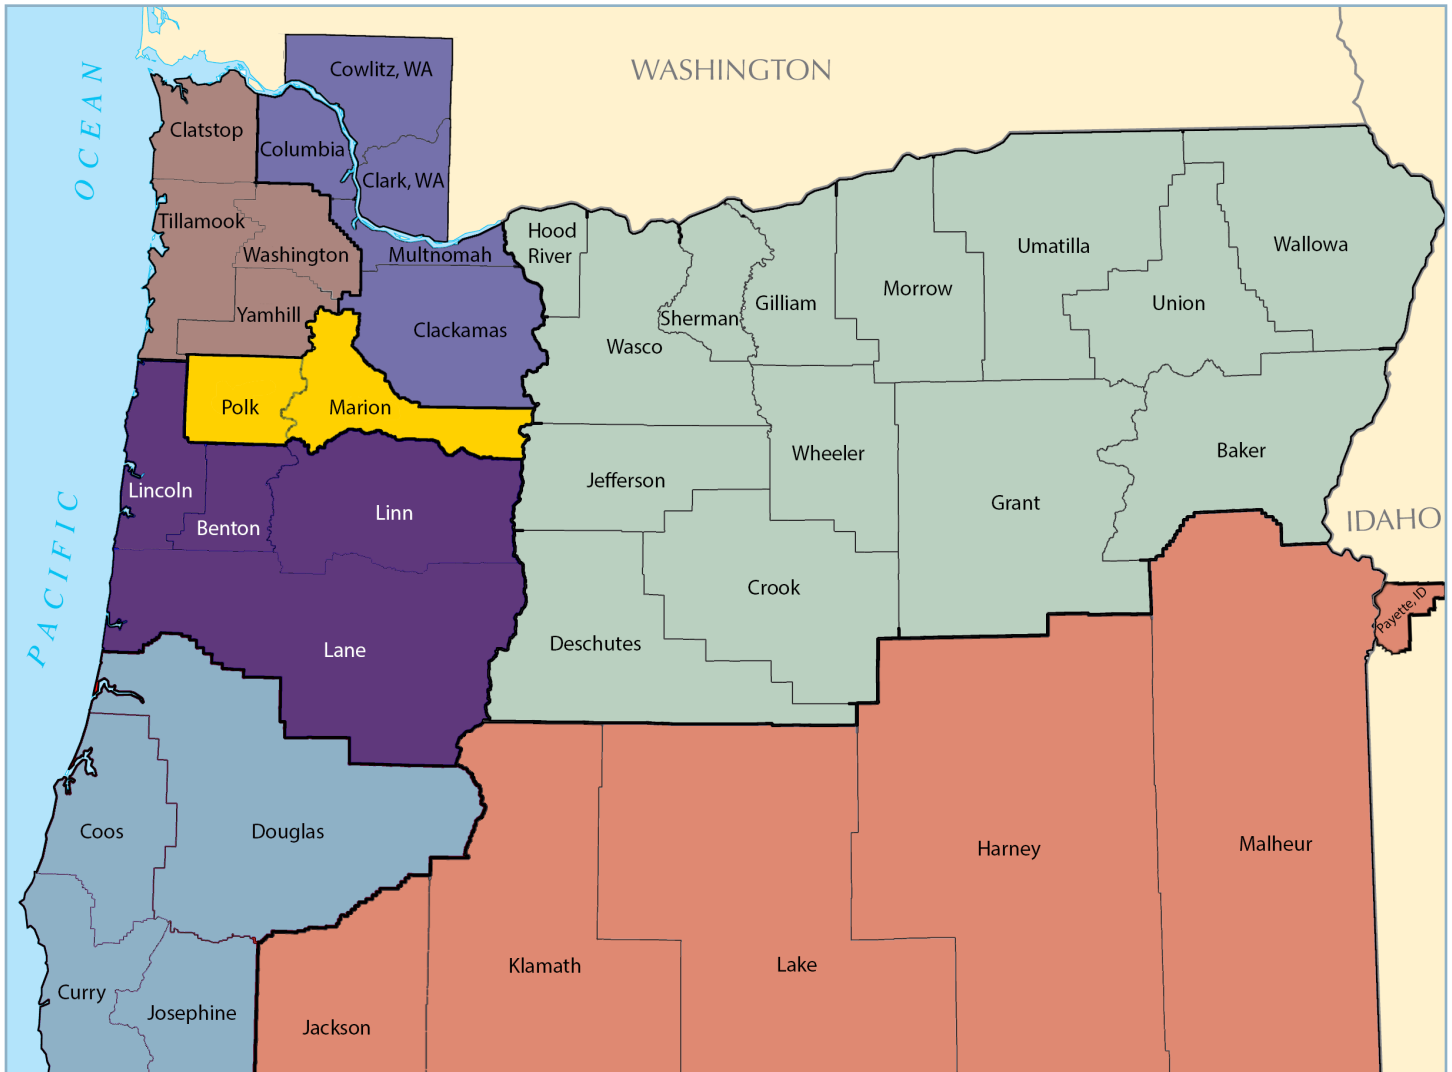 OCEAN
PACIFIC
WASHINGTON
IDAHO
Cowlitz, WA
Clatstop
Columbia
Clark, WA
Tillamook
Washington
Multnomah
Hood
River
Yamhill
Clackamas
Wasco
Sherman
Gilliam
Morrow
Umatilla
Union
Wallowa
Polk
Marion
Wheeler
Baker
Jefferson
Grant
Lincoln
Benton
Linn
Crook
Deschutes
Lane
Payette, ID
Coos
Douglas
Harney
Malheur
Klamath
Lake
Curry
Josephine
Jackson